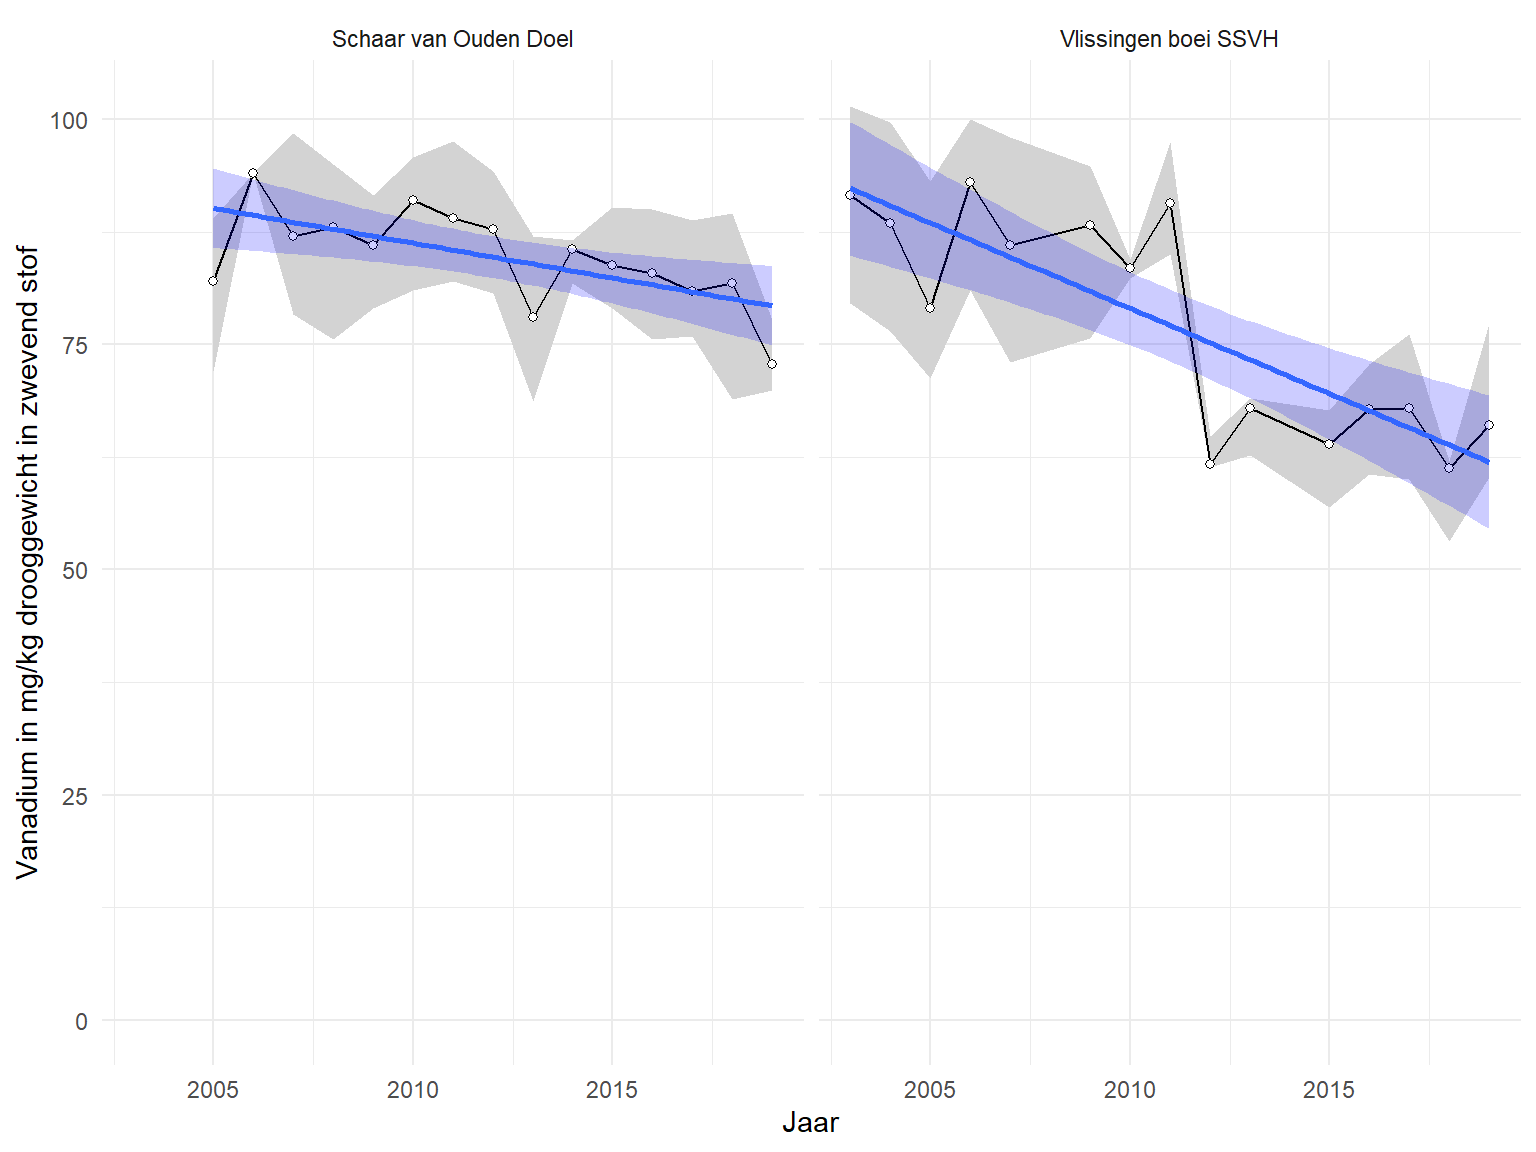 Schaar van Ouden Doel
Vlissingen boei SSVH
Vanadium in mg/kg drooggewicht in zwevend stof
100
75
50
25
0
2005
2010
2015
2005
2010
2015
Jaar